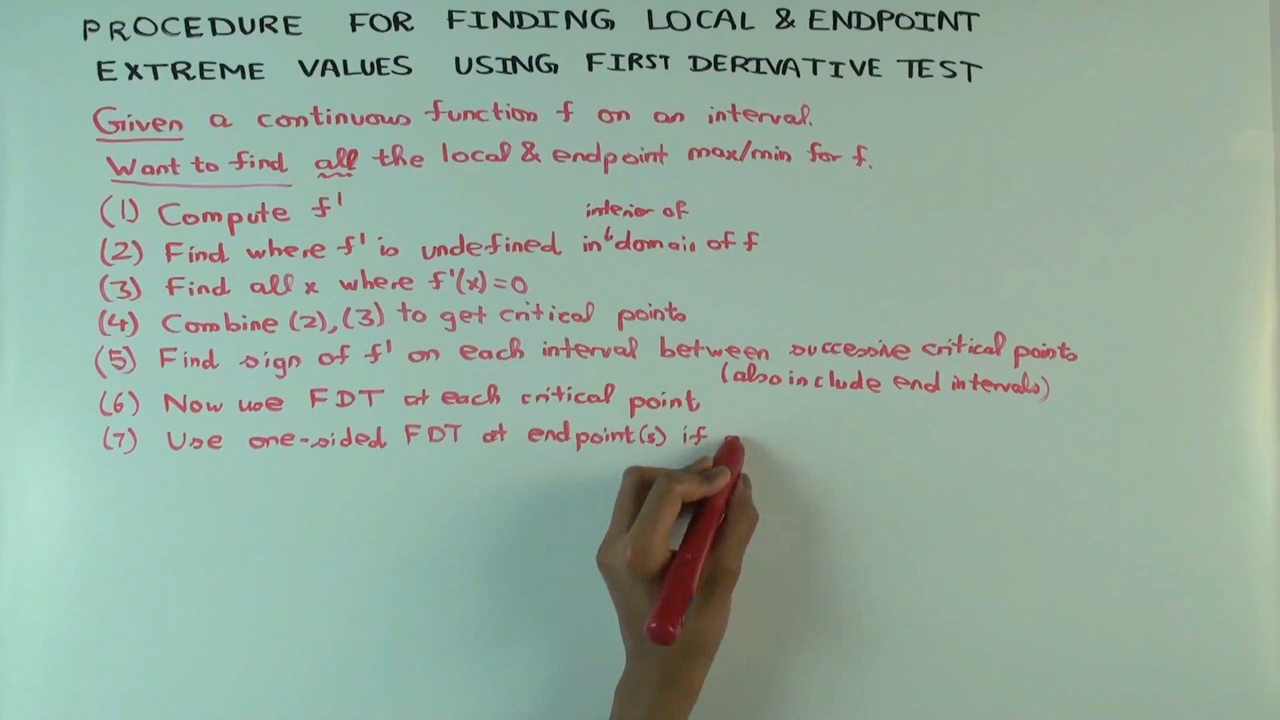 PROCEDURE FOR FINDING LOCAL & ENDPOINT
EXTREME VALUES USING FIRST DERIVATIVE TEST
Given a continuous function f on an interval.
Want to find all the local & endpoint max/min for f.
(1) Compute f'
interior of
(2) Find where f' is undefined in domain of f
(3) Find all x where f'(x)=0
(4) Combine (2), (3) to get critical points
(5) Find sign of f' on each interval between successive critical points
(also include end intervals)
(6) Now use FDT at each critical point
(7) Use one-sided FDT at endpoint(s) if